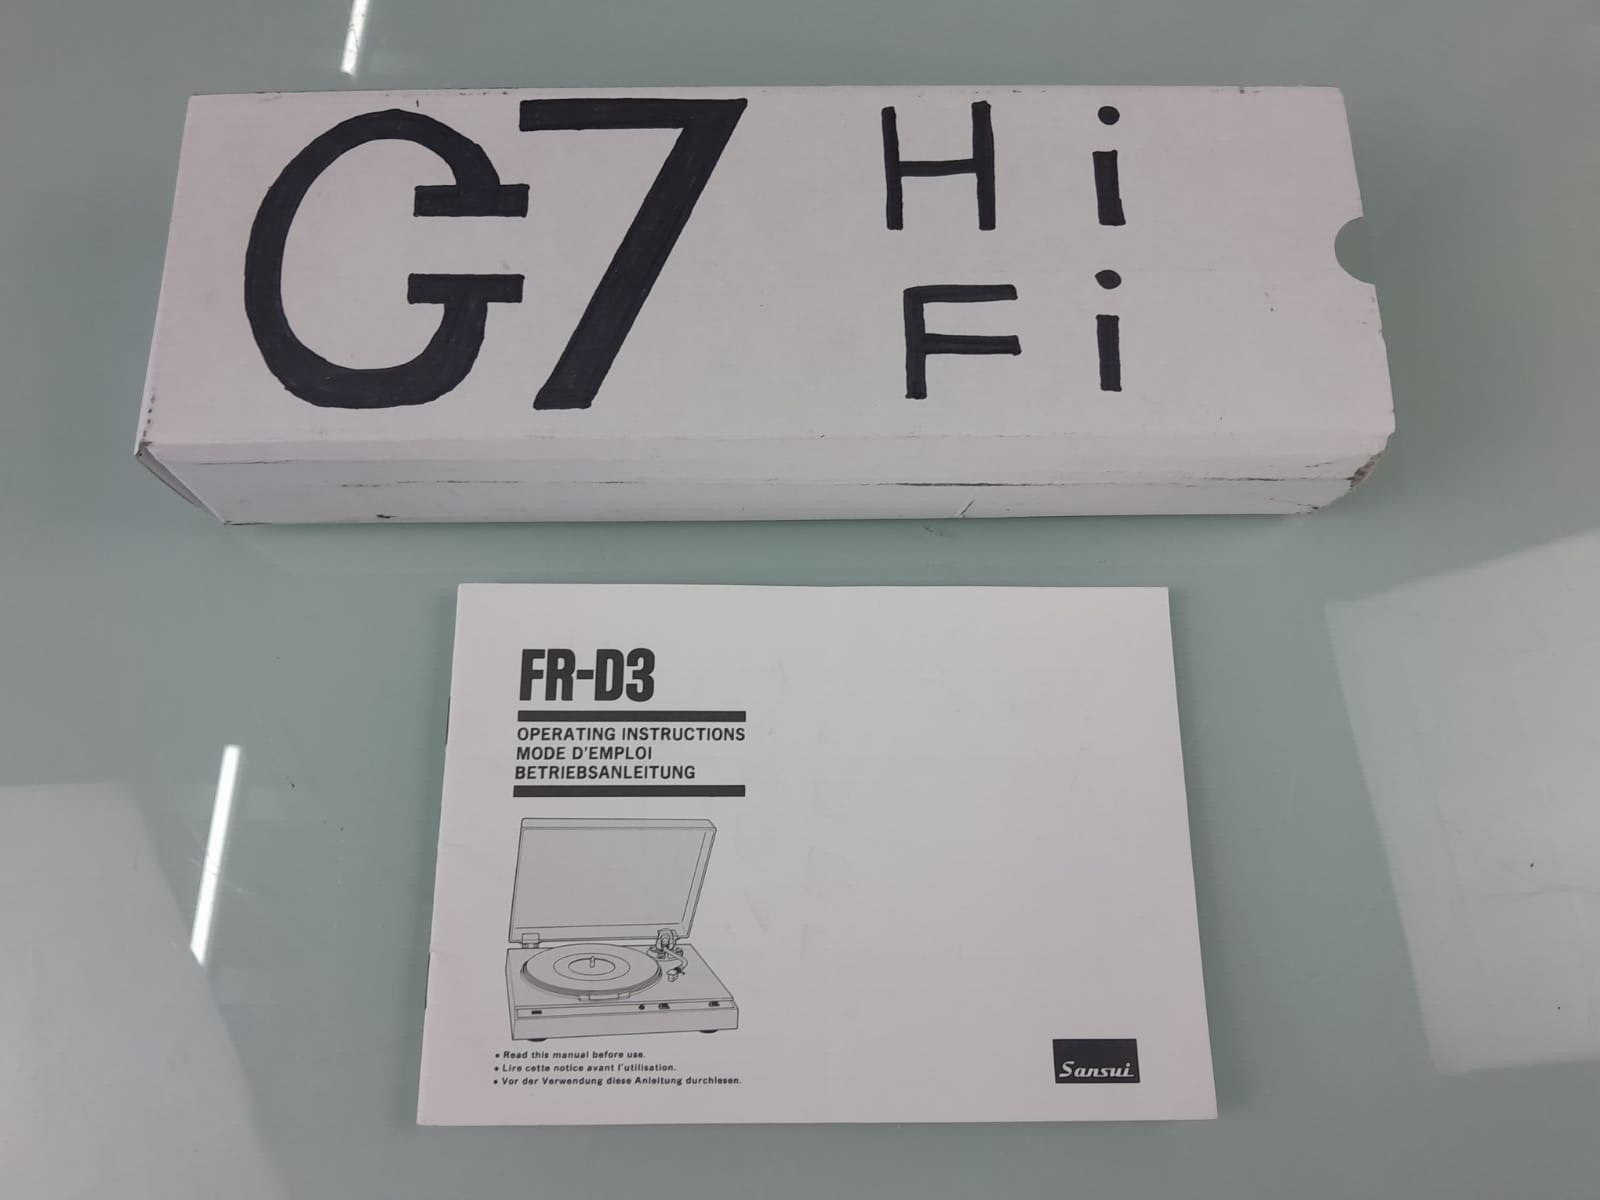 G7 Hi
Fi
FR-D3
OPERATING INSTRUCTIONS
MODE D'EMPLOI
BETRIEBSANLEITUNG
• Read this manual before use.
• Lire cette notice avant l'utilisation.
• Vor der Verwendung diese Anleitung durchlesen.
Sansui